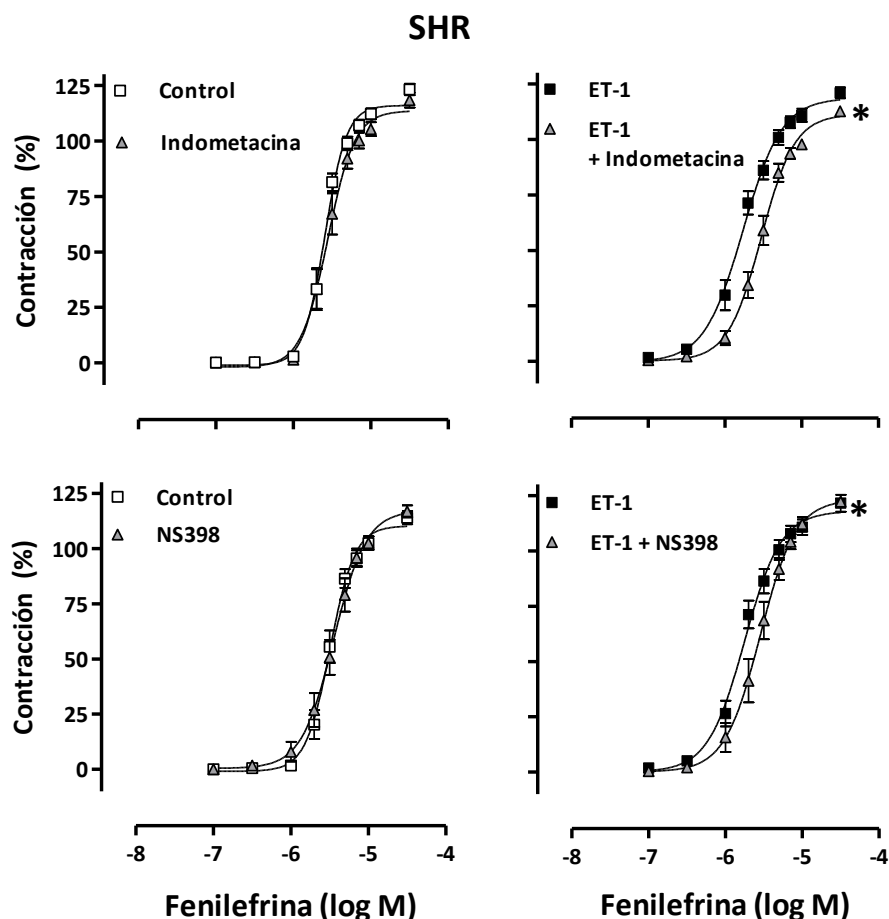 SHR
Control
Indometacina
Contracción (%)
125
100
75
50
25
0
ET-1
ET-1
+ Indometacina
*
Control
NS398
Contracción (%)
125
100
75
50
25
0
-8
-7
-6
-5
-4
Fenilefrina (log M)
ET-1
ET-1 + NS398
*
-8
-7
-6
-5
-4
Fenilefrina (log M)